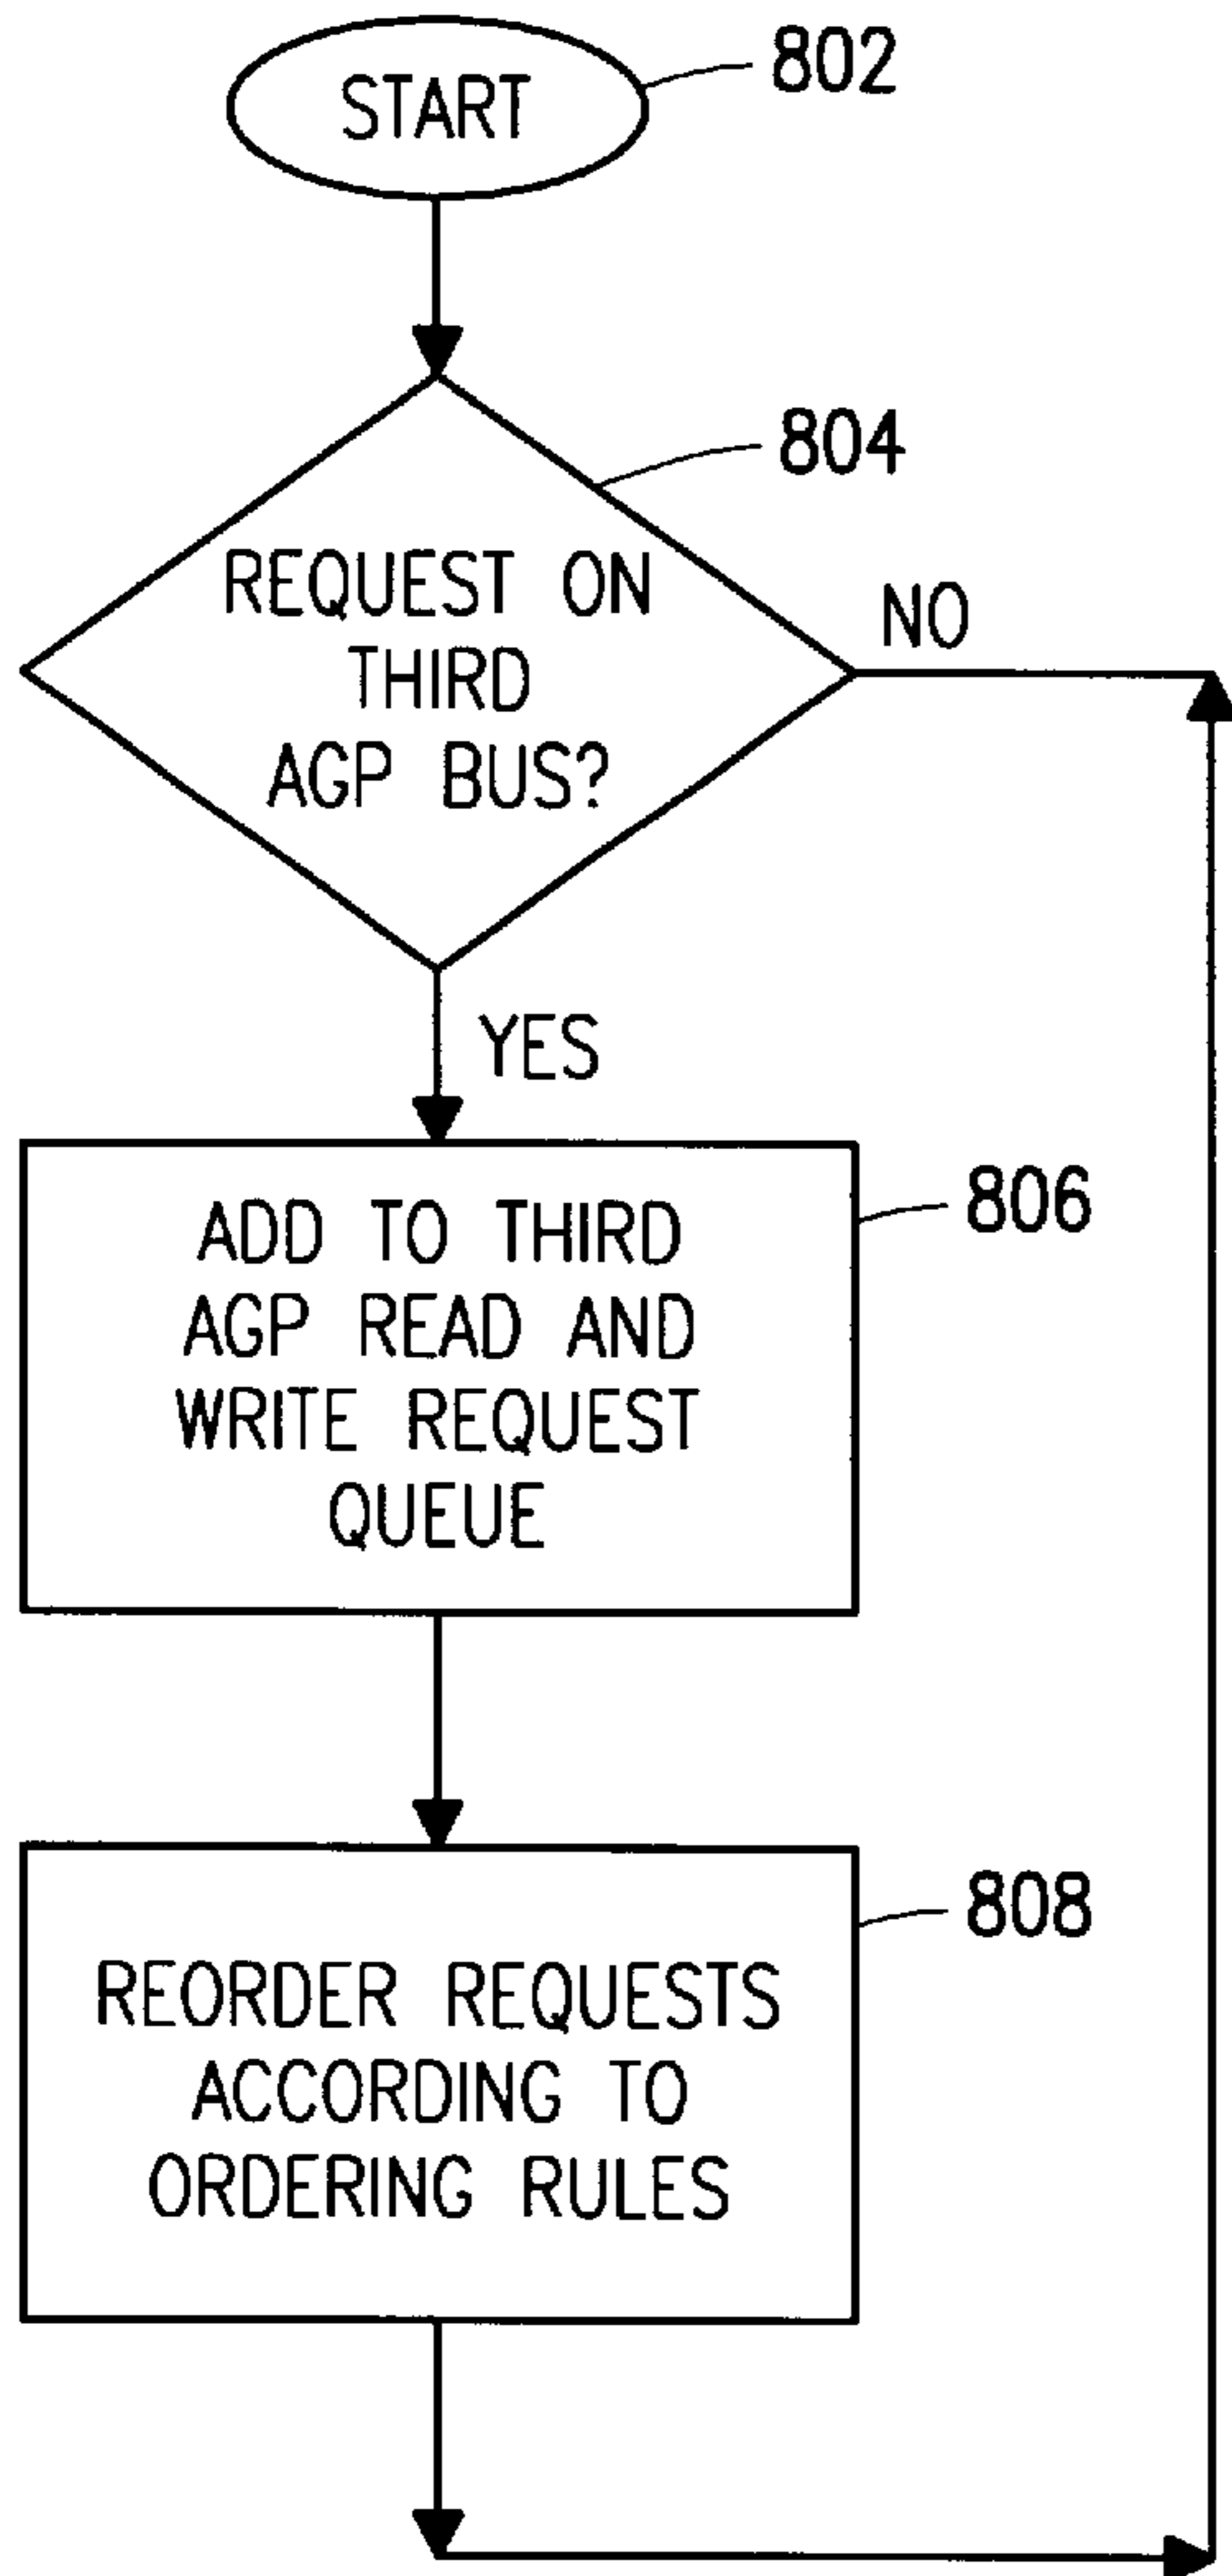 START
802
804
REQUEST ON
THIRD
AGP BUS?
NO
YES
ADD TO THIRD
AGP READ AND
WRITE REQUEST
QUEUE
806
REORDER REQUESTS
ACCORDING TO
ORDERING RULES
808